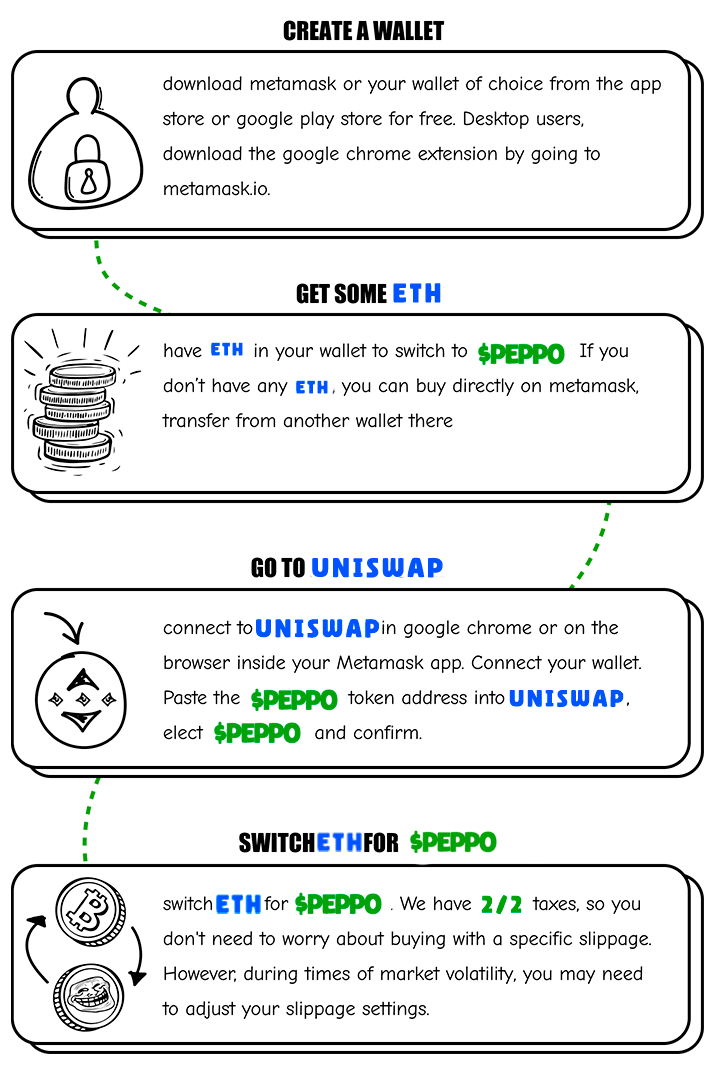 CREATE A WALLET
download metamask or your wallet of choice from the app
store or google play store for free. Desktop users,
download the google chrome extension by going to
metamask.io.
GET SOME ETH
have ETH in your wallet to switch to $PEPPO If you
don't have any ETH, you can buy directly on metamask,
transfer from another wallet there
GO TO UNISWAP
connect to UNISWAP in google chrome or on the
browser inside your Metamask app. Connect your wallet.
Paste the $PEPPO token address into UNISWAP,
elect $PEPPO and confirm.
SWITCH ETH FOR $PEPPO
switch ETH for $PEPPO . We have 2/2 taxes, so you
don't need to worry about buying with a specific slippage.
However, during times of market volatility, you may need
to adjust your slippage settings.